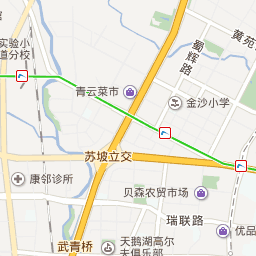 实验小
道分校
黄苑
蜀辉路
青云菜市
金沙小学
苏坡立交
康邻诊所
贝森农贸市场
瑞联路
优品
武青桥
天鹅湖高尔
夫俱乐部